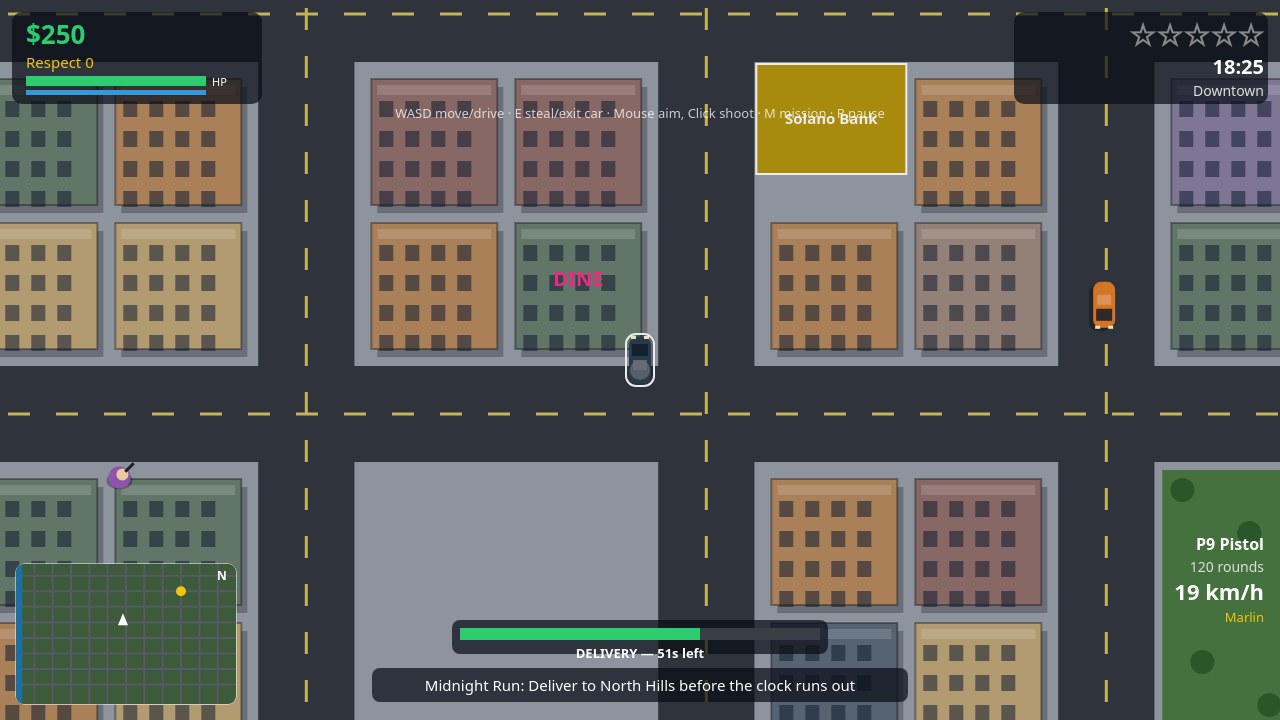 $250
Respect 0
HP
18:25
Downtown
WASD move/drive · E steal/exit car · Mouse aim, Click shoot · M mission · P pause
Solano Bank
DINE
N
P9 Pistol
120 rounds
19 km/h
Marlin
DELIVERY — 51s left
Midnight Run: Deliver to North Hills before the clock runs out